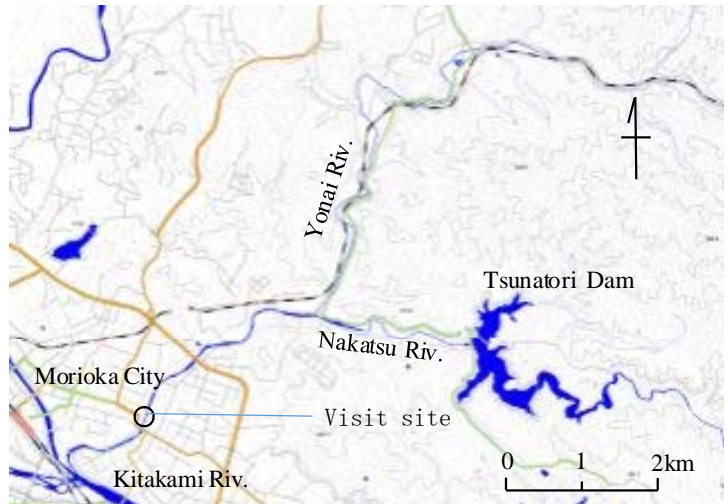 Yonai Riv.
Tsunatori Dam
Nakatsu Riv.
Morioka City
Visit site
Kitakami Riv.
0 1 2km